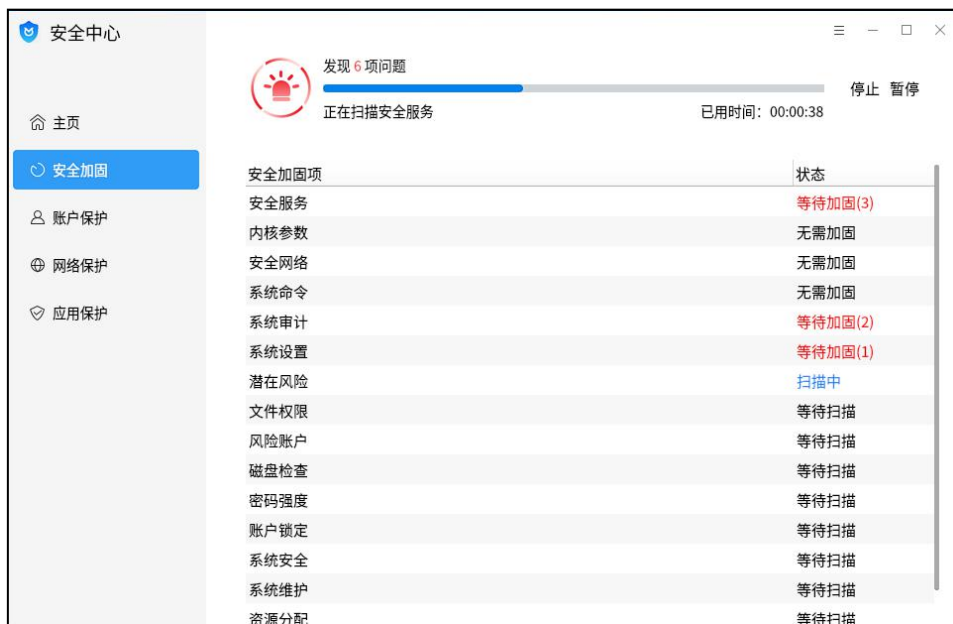 安全中心
发现 6 项问题
停止 暂停
正在扫描安全服务 已用时间：00:00:38
主页
安全加固
账户保护
网络保护
应用保护
安全加固项 状态
安全服务 等待加固(3)
内核参数 无需加固
安全网络 无需加固
系统命令 无需加固
系统审计 等待加固(2)
系统设置 等待加固(1)
潜在风险 扫描中
文件权限 等待扫描
风险账户 等待扫描
磁盘检查 等待扫描
密码强度 等待扫描
账户锁定 等待扫描
系统安全 等待扫描
系统维护 等待扫描
资源分配 等待扫描